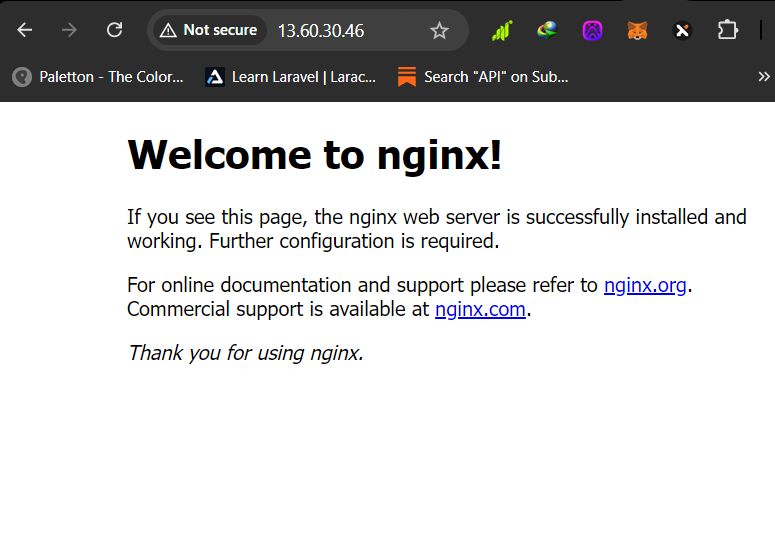 Not secure 13.60.30.46
Paletton - The Color... Learn Laravel | Larac... Search "API" on Sub...
Welcome to nginx!
If you see this page, the nginx web server is successfully installed and
working. Further configuration is required.
For online documentation and support please refer to nginx.org.
Commercial support is available at nginx.com.
Thank you for using nginx.